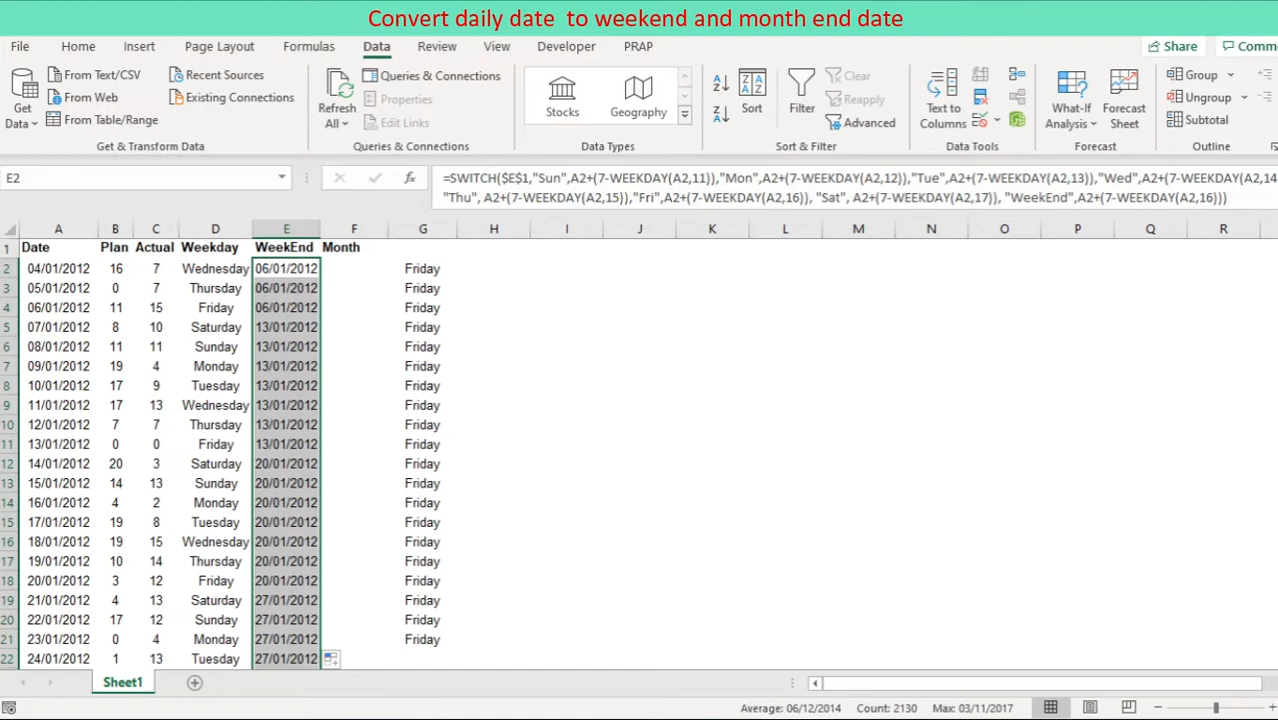 Convert daily date to weekend and month end date
File Home Insert Page Layout Formulas Data Review View Developer PRAP Share Comm
From Text/CSV Recent Sources Queries & Connections Clear Group
Get From Web Existing Connections Refresh Properties Stocks Geography Sort Filter Reapply Text to What-If Forecast Ungroup
Data From Table/Range All Edit Links Advanced Columns Analysis Sheet Subtotal
Get & Transform Data Queries & Connections Data Types Sort & Filter Data Tools Forecast Outline
E2 fx =SWITCH($E$1,"Sun",A2+(7-WEEKDAY(A2,11)),"Mon",A2+(7-WEEKDAY(A2,12)),"Tue",A2+(7-WEEKDAY(A2,13)),"Wed",A2+(7-WEEKDAY(A2,14
"Thu", A2+(7-WEEKDAY(A2,15)),"Fri",A2+(7-WEEKDAY(A2,16)), "Sat", A2+(7-WEEKDAY(A2,17)), "WeekEnd",A2+(7-WEEKDAY(A2,16)))
A B C D E F G H I J K L M N O P Q R
1 Date Plan Actual Weekday WeekEnd Month
2 04/01/2012 16 7 Wednesday 06/01/2012 Friday
3 05/01/2012 0 7 Thursday 06/01/2012 Friday
4 06/01/2012 11 15 Friday 06/01/2012 Friday
5 07/01/2012 8 10 Saturday 13/01/2012 Friday
6 08/01/2012 11 11 Sunday 13/01/2012 Friday
7 09/01/2012 19 4 Monday 13/01/2012 Friday
8 10/01/2012 17 9 Tuesday 13/01/2012 Friday
9 11/01/2012 17 13 Wednesday 13/01/2012 Friday
10 12/01/2012 7 7 Thursday 13/01/2012 Friday
11 13/01/2012 0 0 Friday 13/01/2012 Friday
12 14/01/2012 20 3 Saturday 20/01/2012 Friday
13 15/01/2012 14 13 Sunday 20/01/2012 Friday
14 16/01/2012 4 2 Monday 20/01/2012 Friday
15 17/01/2012 19 8 Tuesday 20/01/2012 Friday
16 18/01/2012 19 15 Wednesday 20/01/2012 Friday
17 19/01/2012 10 14 Thursday 20/01/2012 Friday
18 20/01/2012 3 12 Friday 20/01/2012 Friday
19 21/01/2012 4 13 Saturday 27/01/2012 Friday
20 22/01/2012 17 12 Sunday 27/01/2012 Friday
21 23/01/2012 0 4 Monday 27/01/2012 Friday
22 24/01/2012 1 13 Tuesday 27/01/2012
Sheet1
Average: 06/12/2014 Count: 2130 Max: 03/11/2017